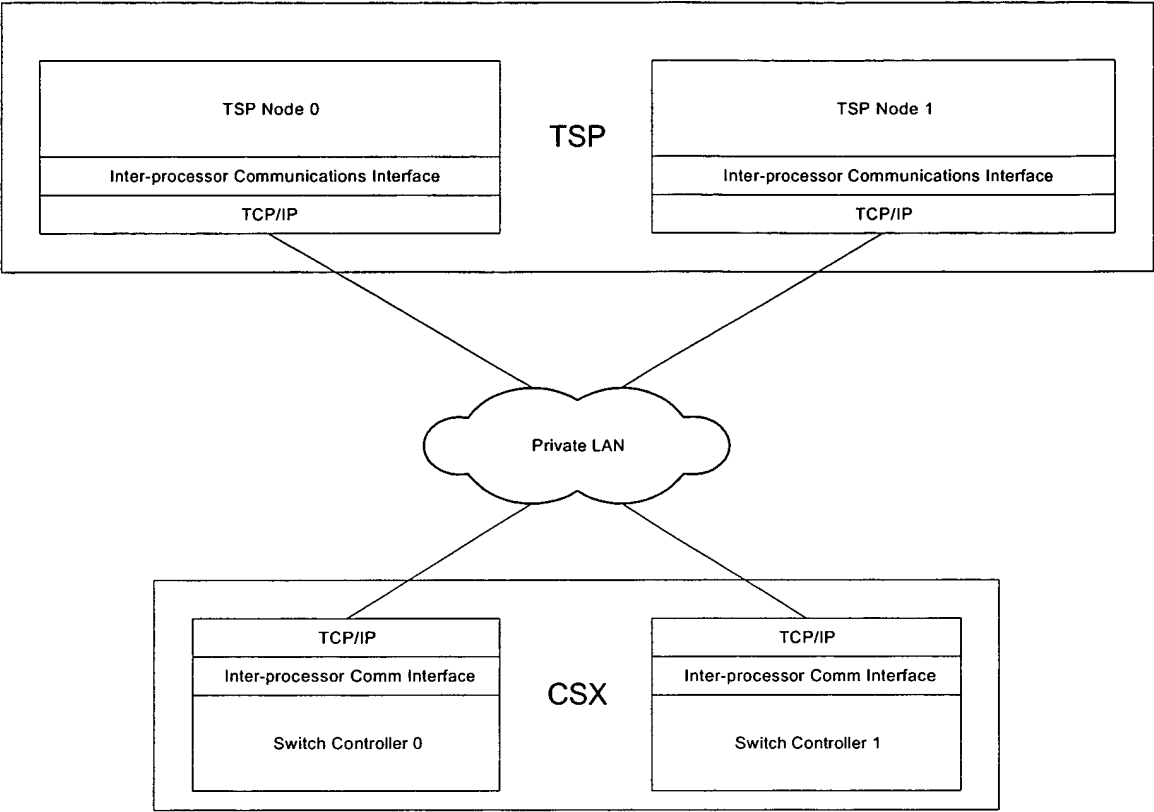 TSP Node 0
Inter-processor Communications Interface
TCP/IP
TSP
TSP Node 1
Inter-processor Communications Interface
TCP/IP
Private LAN
TCP/IP
Inter-processor Comm Interface
Switch Controller 0
CSX
TCP/IP
Inter-processor Comm Interface
Switch Controller 1